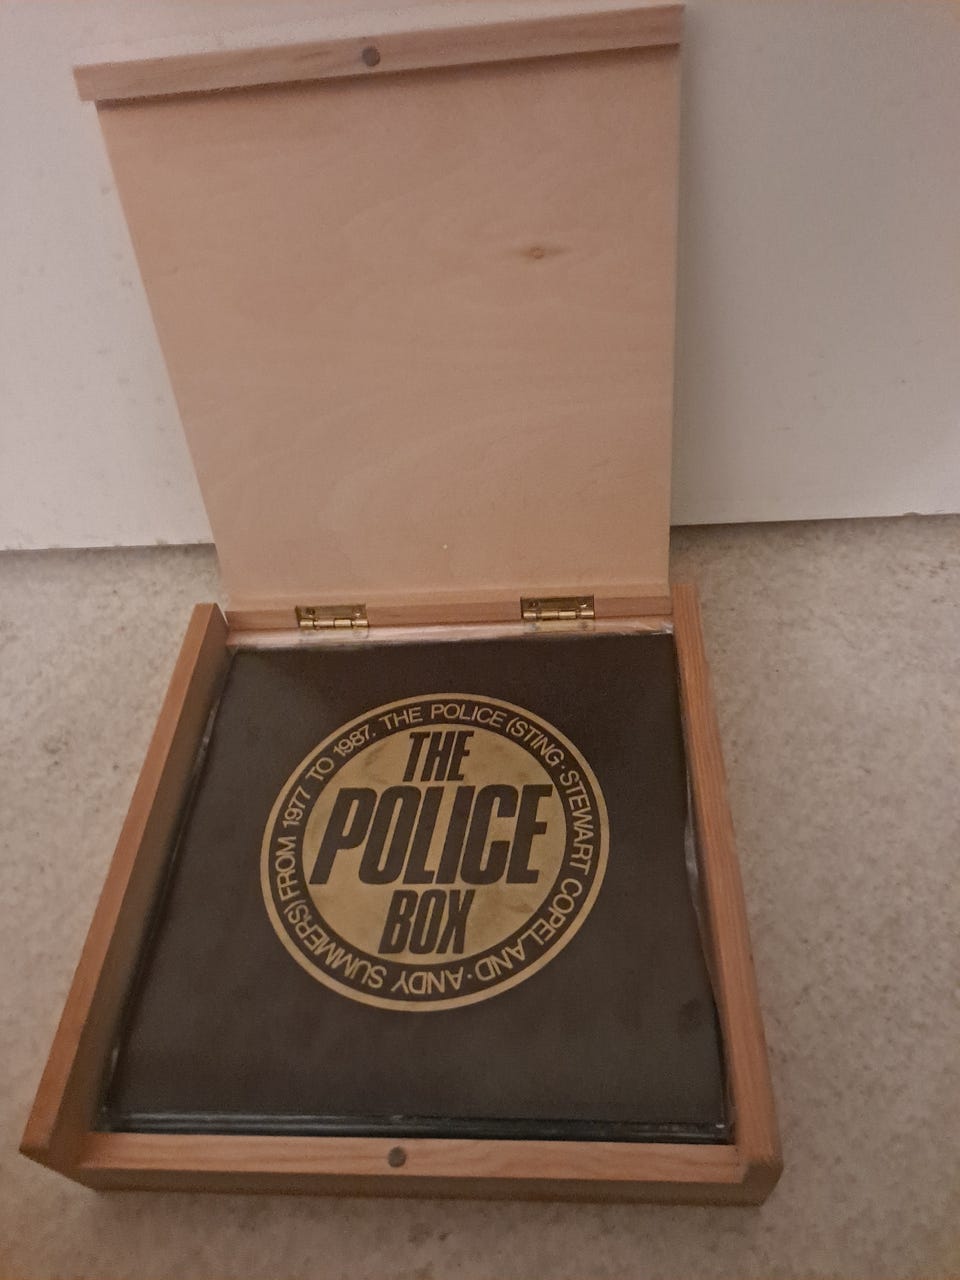 THE POLICE (STING·STEWART COPELAND·ANDY SUMMERS) FROM 1977 TO 1987.
THE
POLICE
BOX